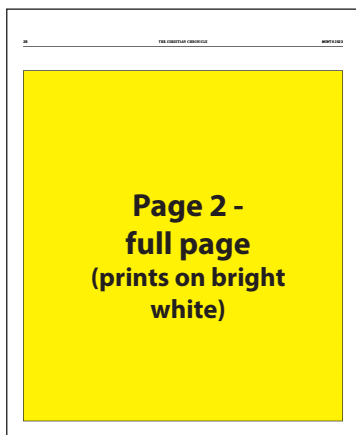 THE CHRISTIAN CHRONICLE
Page 2 -
full page
(prints on bright
white)